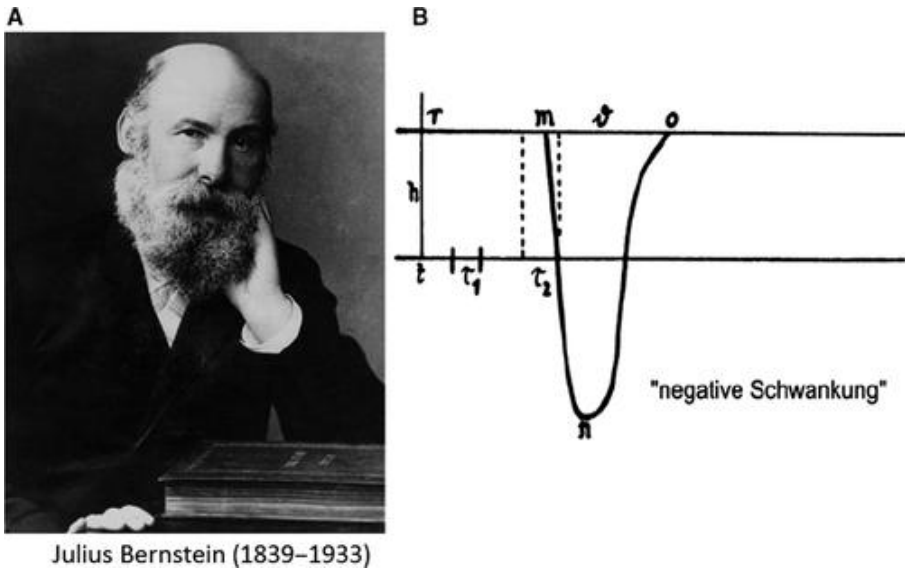 A
B
T m ϑ o
h
t τ1 τ2
n
"negative Schwankung"
Julius Bernstein (1839–1933)